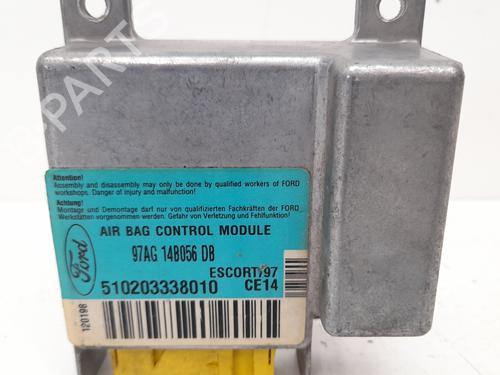 B-PARTS
Attention!
Assembly and disassembly may only be done by qualified workers of FORD
workshops. Danger of injury and malfunction!
Achtung!
Montage und Demontage darf nur von qualifizierten Fachkräften der FORD
Werkstätten vorgenommen werden. Gefahr von Verletzung und Fehlfunktion!
Ford
AIR BAG CONTROL MODULE
97AG 14B056 DB
ESCORT/97
510203338010 CE14
120198